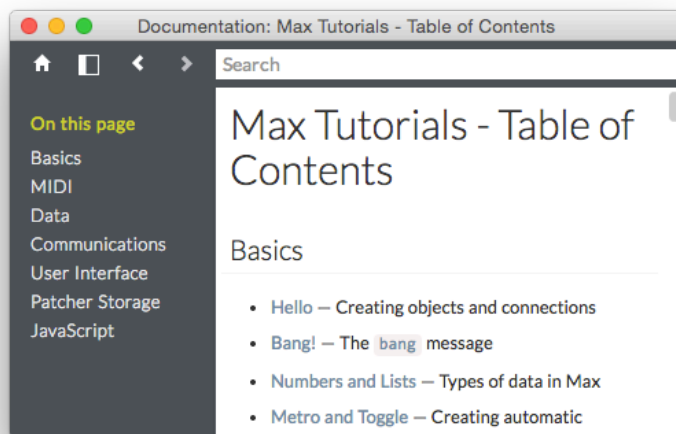 Documentation: Max Tutorials - Table of Contents
Search
On this page
Basics
MIDI
Data
Communications
User Interface
Patcher Storage
JavaScript
Max Tutorials - Table of
Contents
Basics
• Hello — Creating objects and connections
• Bang! — The bang message
• Numbers and Lists — Types of data in Max
• Metro and Toggle — Creating automatic